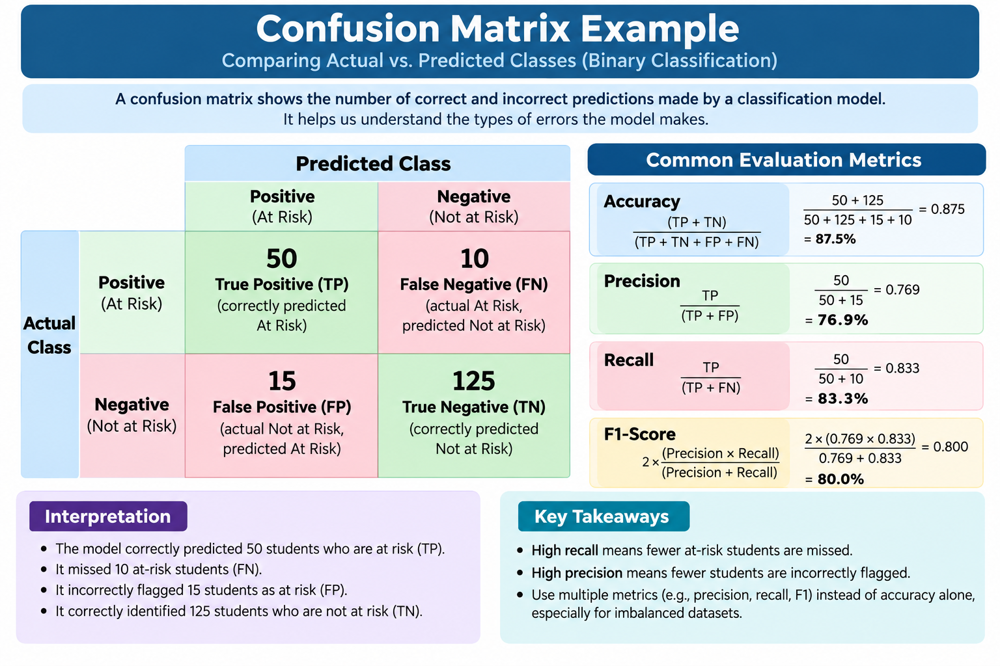 Confusion Matrix Example
Comparing Actual vs. Predicted Classes (Binary Classification)
A confusion matrix shows the number of correct and incorrect predictions made by a classification model.
It helps us understand the types of errors the model makes.
Predicted Class
Positive
(At Risk)
Negative
(Not at Risk)
Actual
Class
Positive
(At Risk)
50
True Positive (TP)
(correctly predicted
At Risk)
10
False Negative (FN)
(actual At Risk,
predicted Not at Risk)
Negative
(Not at Risk)
15
False Positive (FP)
(actual Not at Risk,
predicted At Risk)
125
True Negative (TN)
(correctly predicted
Not at Risk)
Common Evaluation Metrics
Accuracy
(TP + TN)
(TP + TN + FP + FN)
50 + 125
50 + 125 + 15 + 10
= 0.875
= 87.5%
Precision
TP
(TP + FP)
50
50 + 15
= 0.769
= 76.9%
Recall
TP
(TP + FN)
50
50 + 10
= 0.833
= 83.3%
F1-Score
2 ×
(Precision × Recall)
(Precision + Recall)
2 × (0.769 × 0.833)
0.769 + 0.833
= 0.800
= 80.0%
Interpretation
• The model correctly predicted 50 students who are at risk (TP).
• It missed 10 at-risk students (FN).
• It incorrectly flagged 15 students as at risk (FP).
• It correctly identified 125 students who are not at risk (TN).
Key Takeaways
• High recall means fewer at-risk students are missed.
• High precision means fewer students are incorrectly flagged.
• Use multiple metrics (e.g., precision, recall, F1) instead of accuracy alone,
especially for imbalanced datasets.